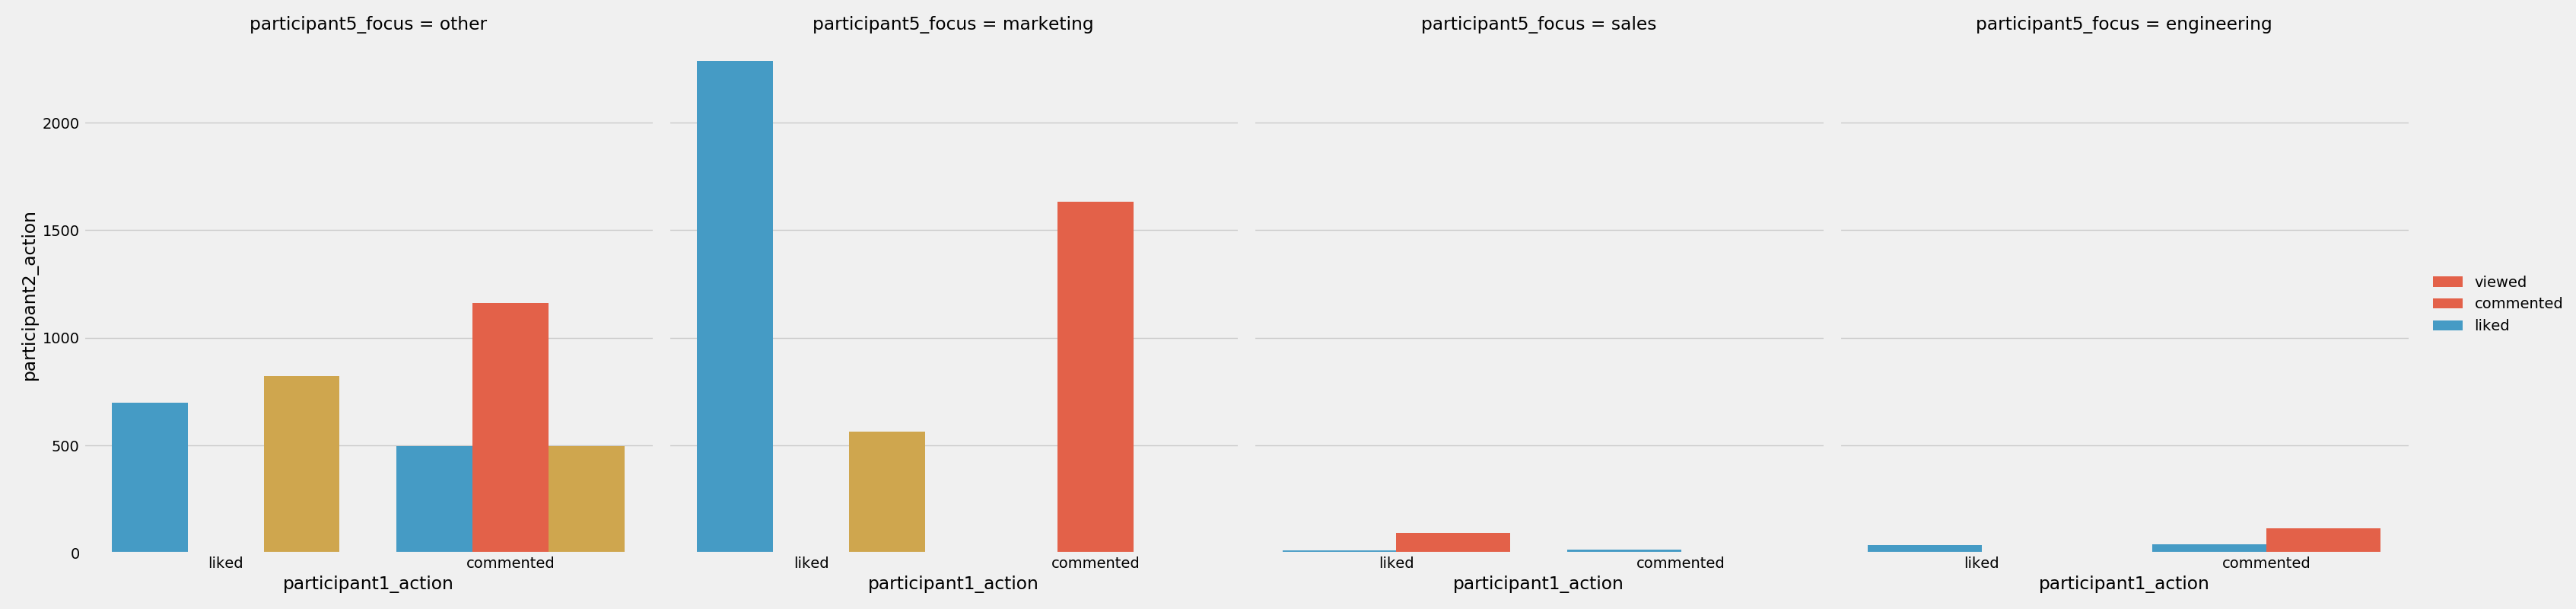 participant5_focus = other
participant5_focus = marketing
participant5_focus = sales
participant5_focus = engineering
participant2_action
2000
1500
1000
500
0
liked
commented
liked
commented
liked
commented
liked
commented
participant1_action
participant1_action
participant1_action
participant1_action
viewed
commented
liked